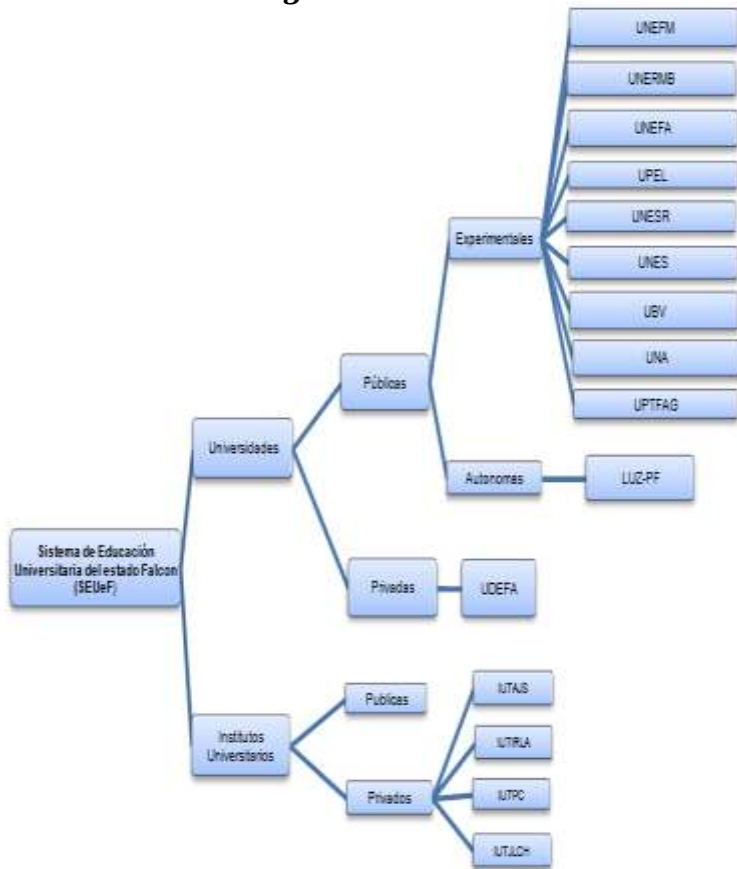 UNEFM
UNERMB
UNEFA
UPEL
Experimentales
UNESR
UNES
UBV
Públicas
UNA
UPTFAG
Universidades
Autonomas
LUZ-PF
Sistema de Educación
Universitaria del estado Falcon
(SEUeF)
Privadas
UDEFA
Publicas
IUTAJS
Institutos
Universitarios
IUTIRLA
Privados
IUTPC
IUTJLCH